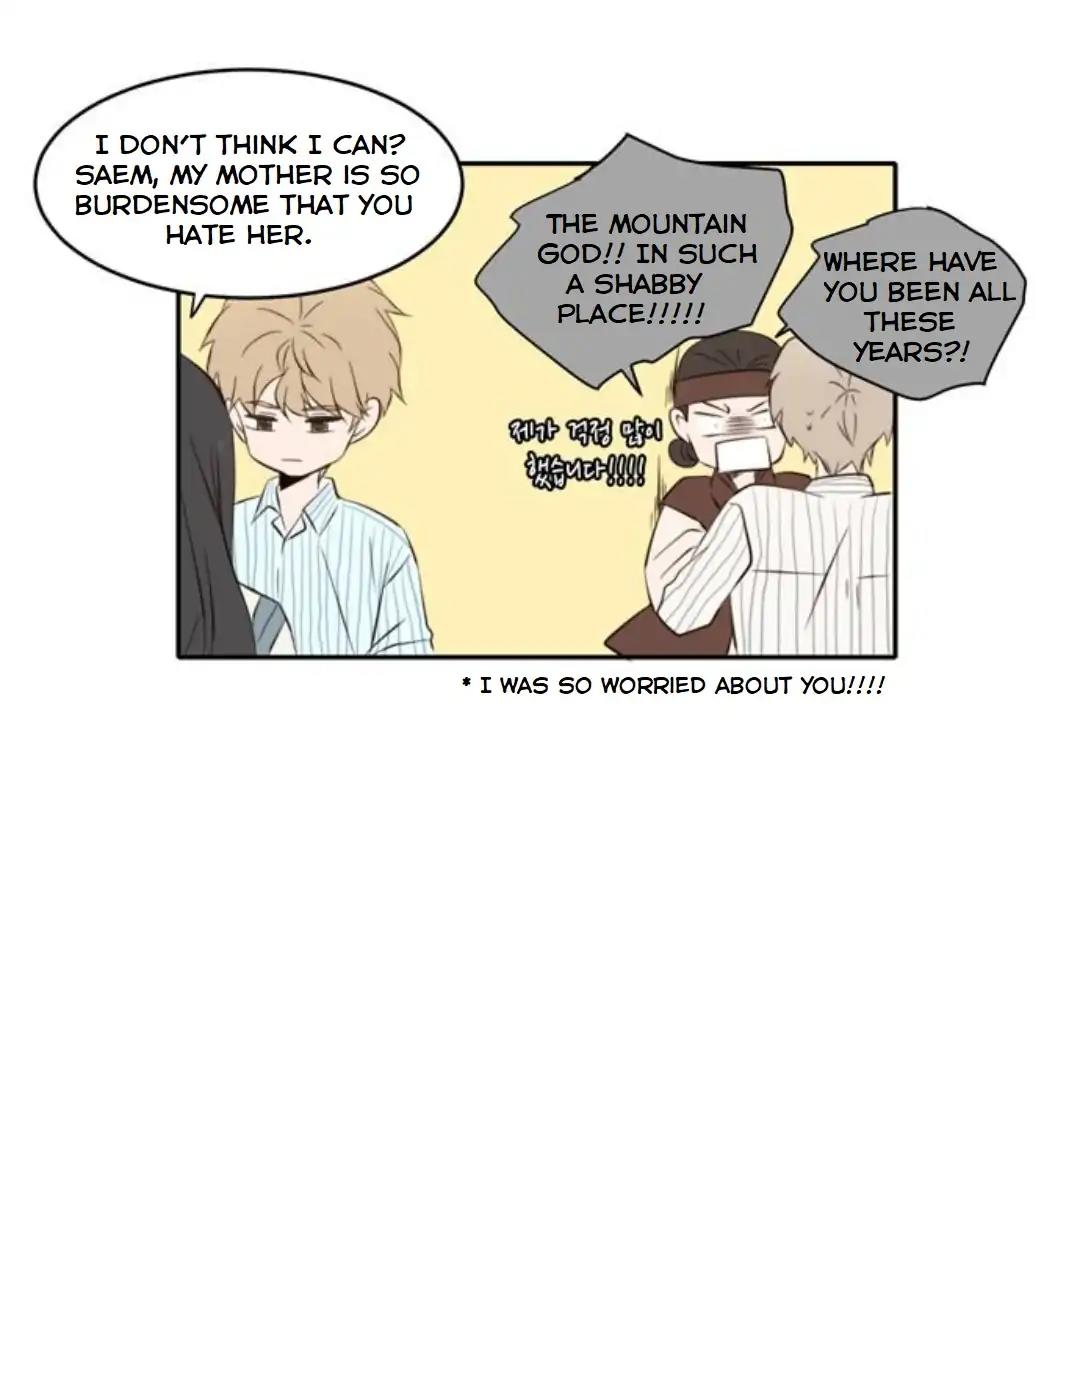 I DON'T THINK I CAN?
SAEM, MY MOTHER IS SO
BURDENSOME THAT YOU
HATE HER.
THE MOUNTAIN
GOD!! IN SUCH
A SHABBY
PLACE!!!!!
WHERE HAVE
YOU BEEN ALL
THESE
YEARS?!
제가 걱정 많이
했습니다!!!!
* I WAS SO WORRIED ABOUT YOU!!!!